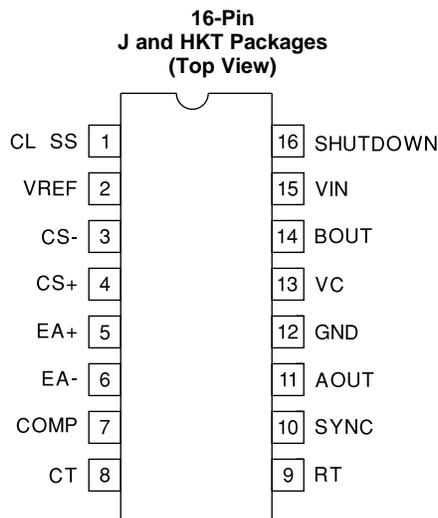 16-Pin
J and HKT Packages
(Top View)
CL SS 1 16 SHUTDOWN
VREF 2 15 VIN
CS- 3 14 BOUT
CS+ 4 13 VC
EA+ 5 12 GND
EA- 6 11 AOUT
COMP 7 10 SYNC
CT 8 9 RT